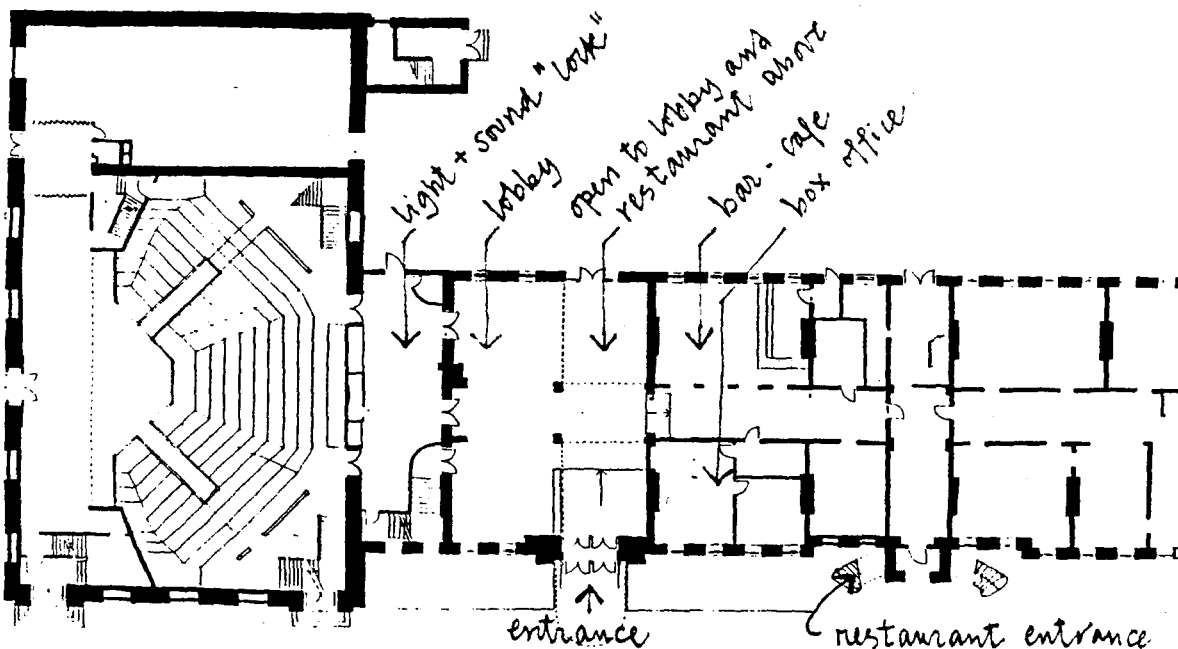 light + sound "lock"
lobby
open to lobby and
restaurant above
bar - cafe
box office
entrance
restaurant entrance